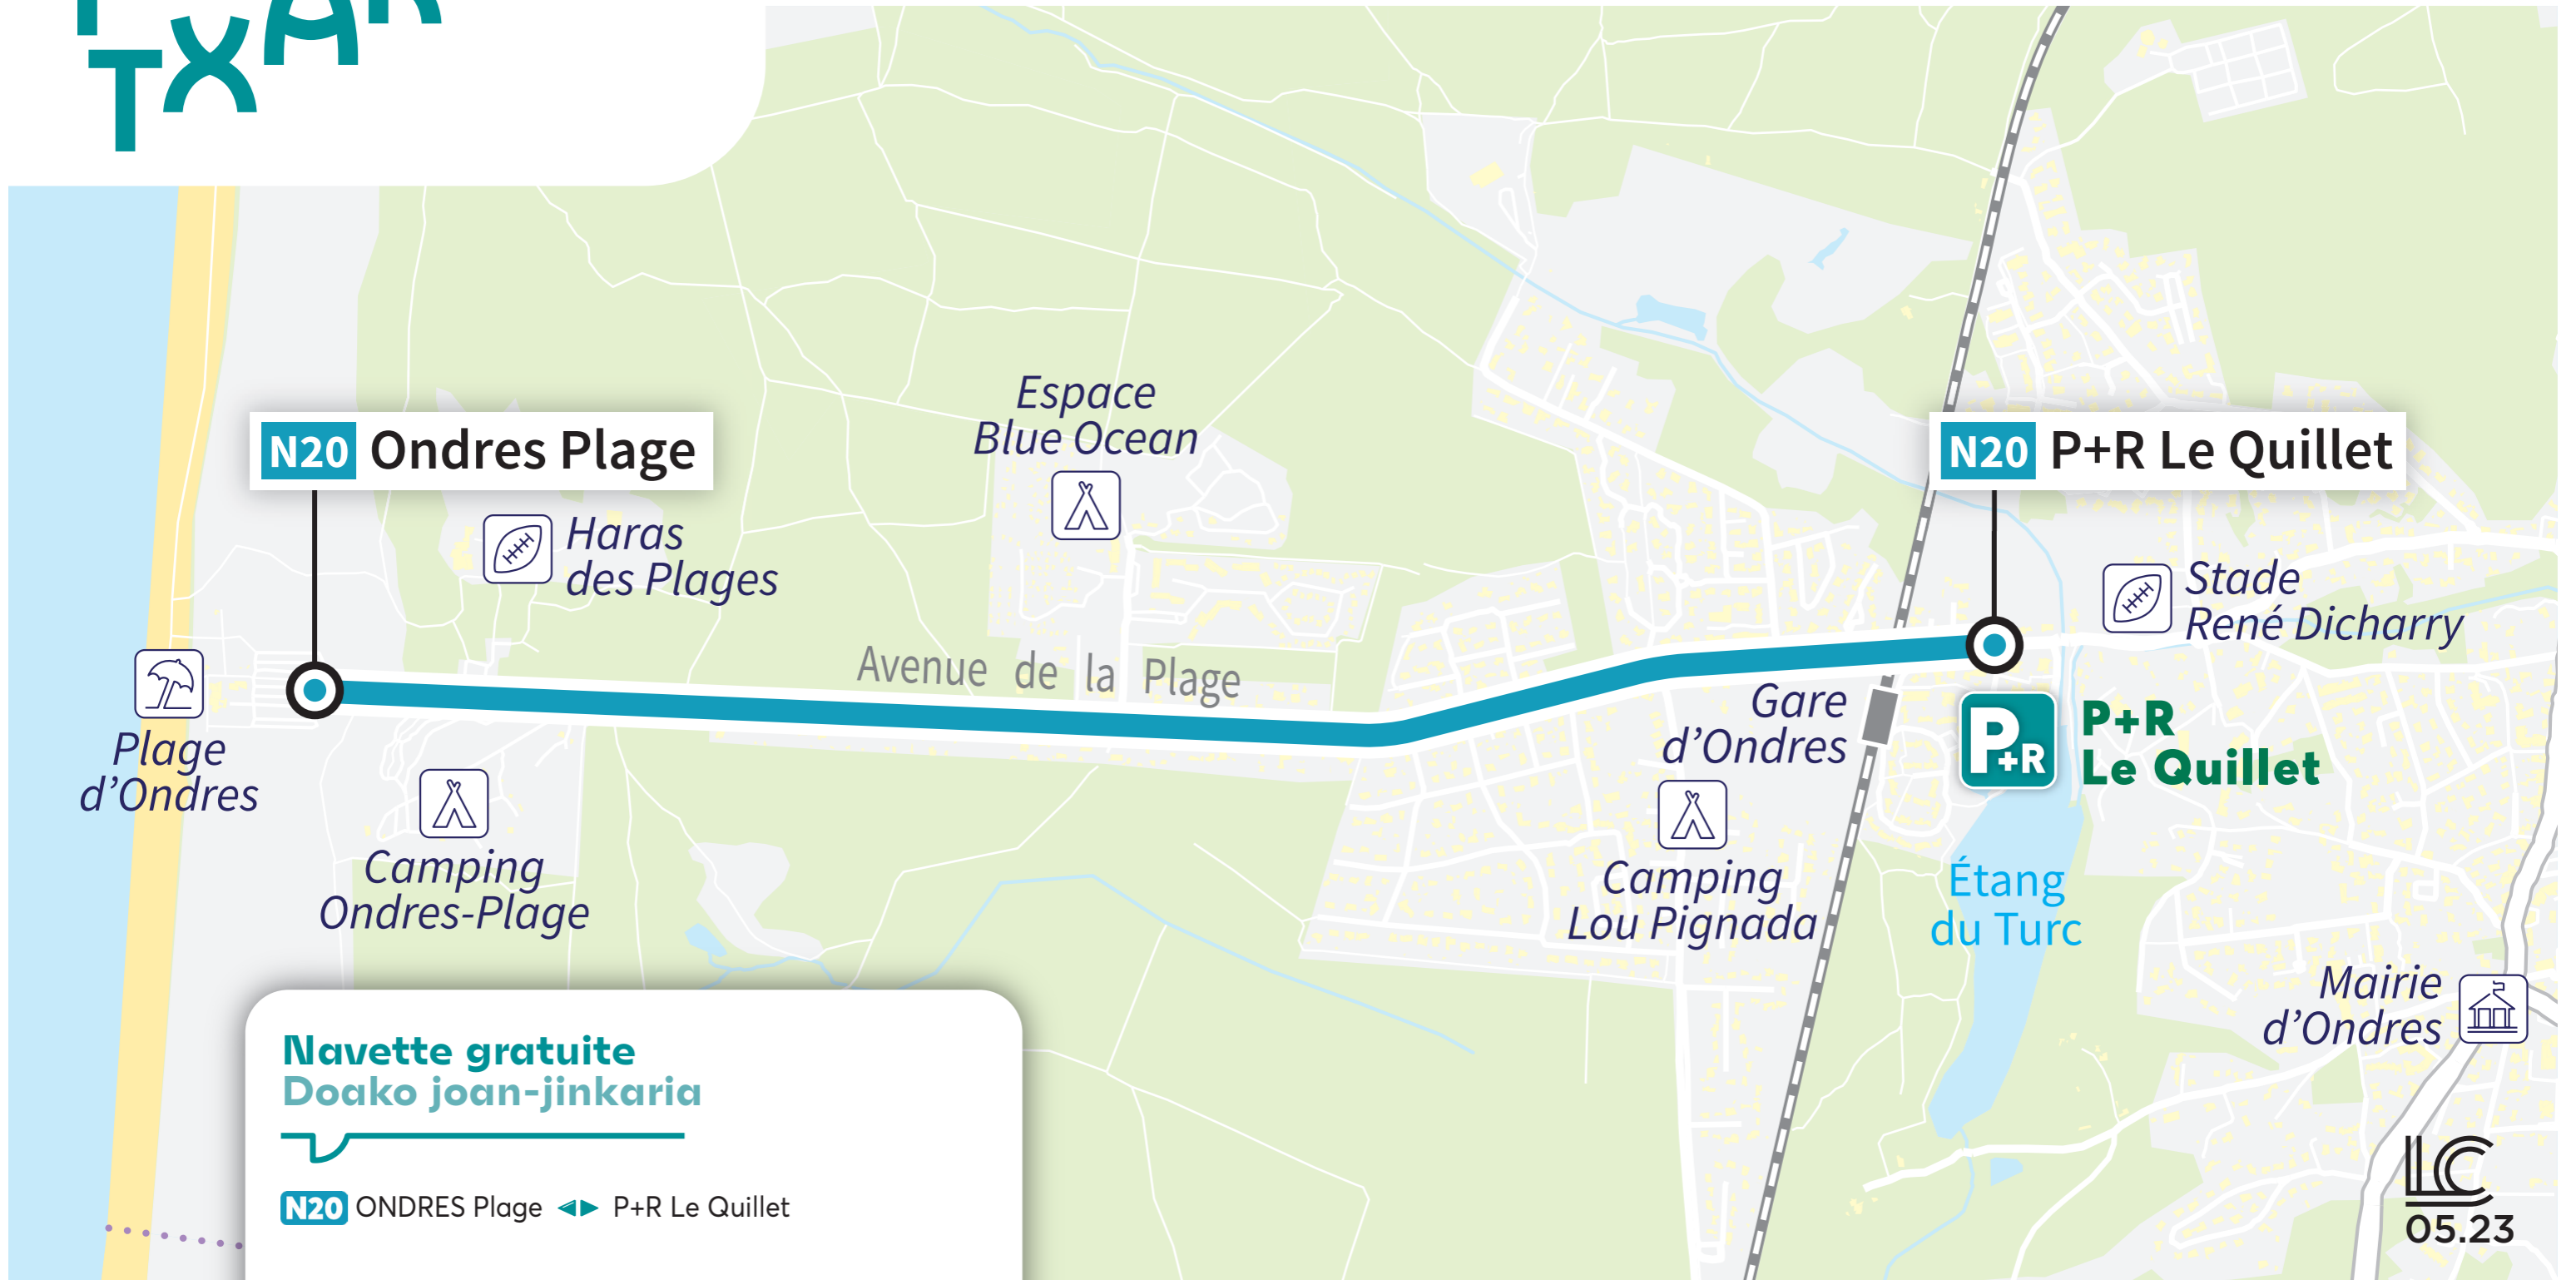 TXAR
N20 Ondres Plage
Espace
Blue Ocean
N20 P+R Le Quillet
Haras
des Plages
Stade
René Dicharry
Avenue de la Plage
Plage
d'Ondres
Gare
d'Ondres
P+R
P+R
Le Quillet
Camping
Ondres-Plage
Camping
Lou Pignada
Étang
du Turc
Mairie
d'Ondres
Navette gratuite
Doako joan-jinkaria
N20 ONDRES Plage ◄► P+R Le Quillet
LC
05.23